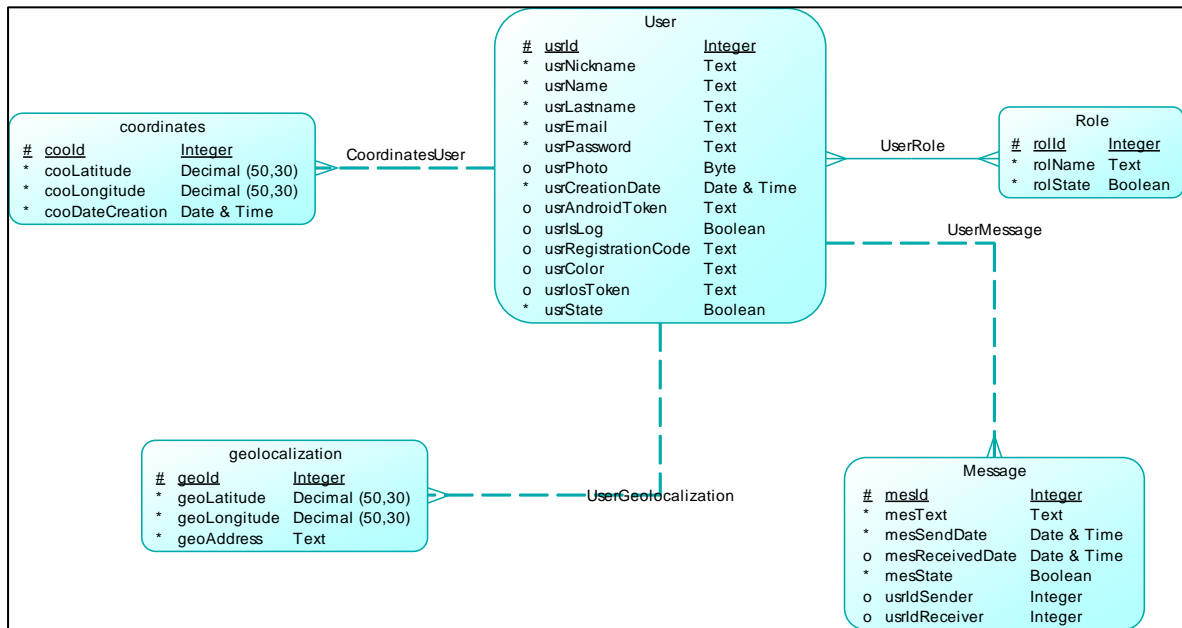 User
# usrId Integer
* usrNickname Text
* usrName Text
* usrLastname Text
* usrEmail Text
* usrPassword Text
o usrPhoto Byte
* usrCreationDate Date & Time
o usrAndroidToken Text
o usrIsLog Boolean
o usrRegistrationCode Text
o usrColor Text
o usrIosToken Text
* usrState Boolean
coordinates
# cooId Integer
* cooLatitude Decimal (50,30)
* cooLongitude Decimal (50,30)
* cooDateCreation Date & Time
CoordinatesUser
UserRole
Role
# rolId Integer
* rolName Text
* rolState Boolean
UserMessage
geolocalization
# geoId Integer
* geoLatitude Decimal (50,30)
* geoLongitude Decimal (50,30)
* geoAddress Text
UserGeolocalization
Message
# mesId Integer
* mesText Text
* mesSendDate Date & Time
o mesReceivedDate Date & Time
* mesState Boolean
o usrIdSender Integer
o usrIdReceiver Integer